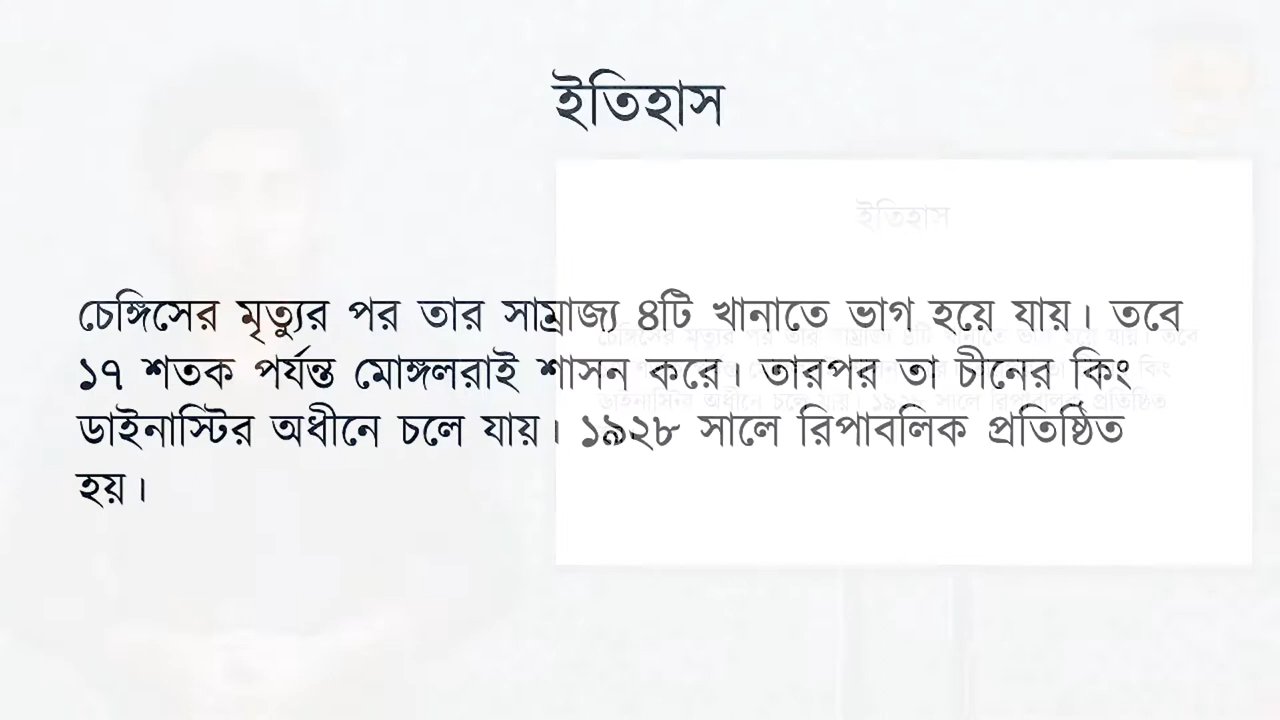 ইতিহাস
চেঙ্গিসের মৃত্যুর পর তার সাম্রাজ্য ৪টি খানাতে ভাগ হয়ে যায়। তবে
১৭ শতক পর্যন্ত মোঙ্গলরাই শাসন করে। তারপর তা চীনের কিং
ডাইনাস্টির অধীনে চলে যায়। ১৯২৮ সালে রিপাবলিক প্রতিষ্ঠিত
হয়।
ইতিহাস